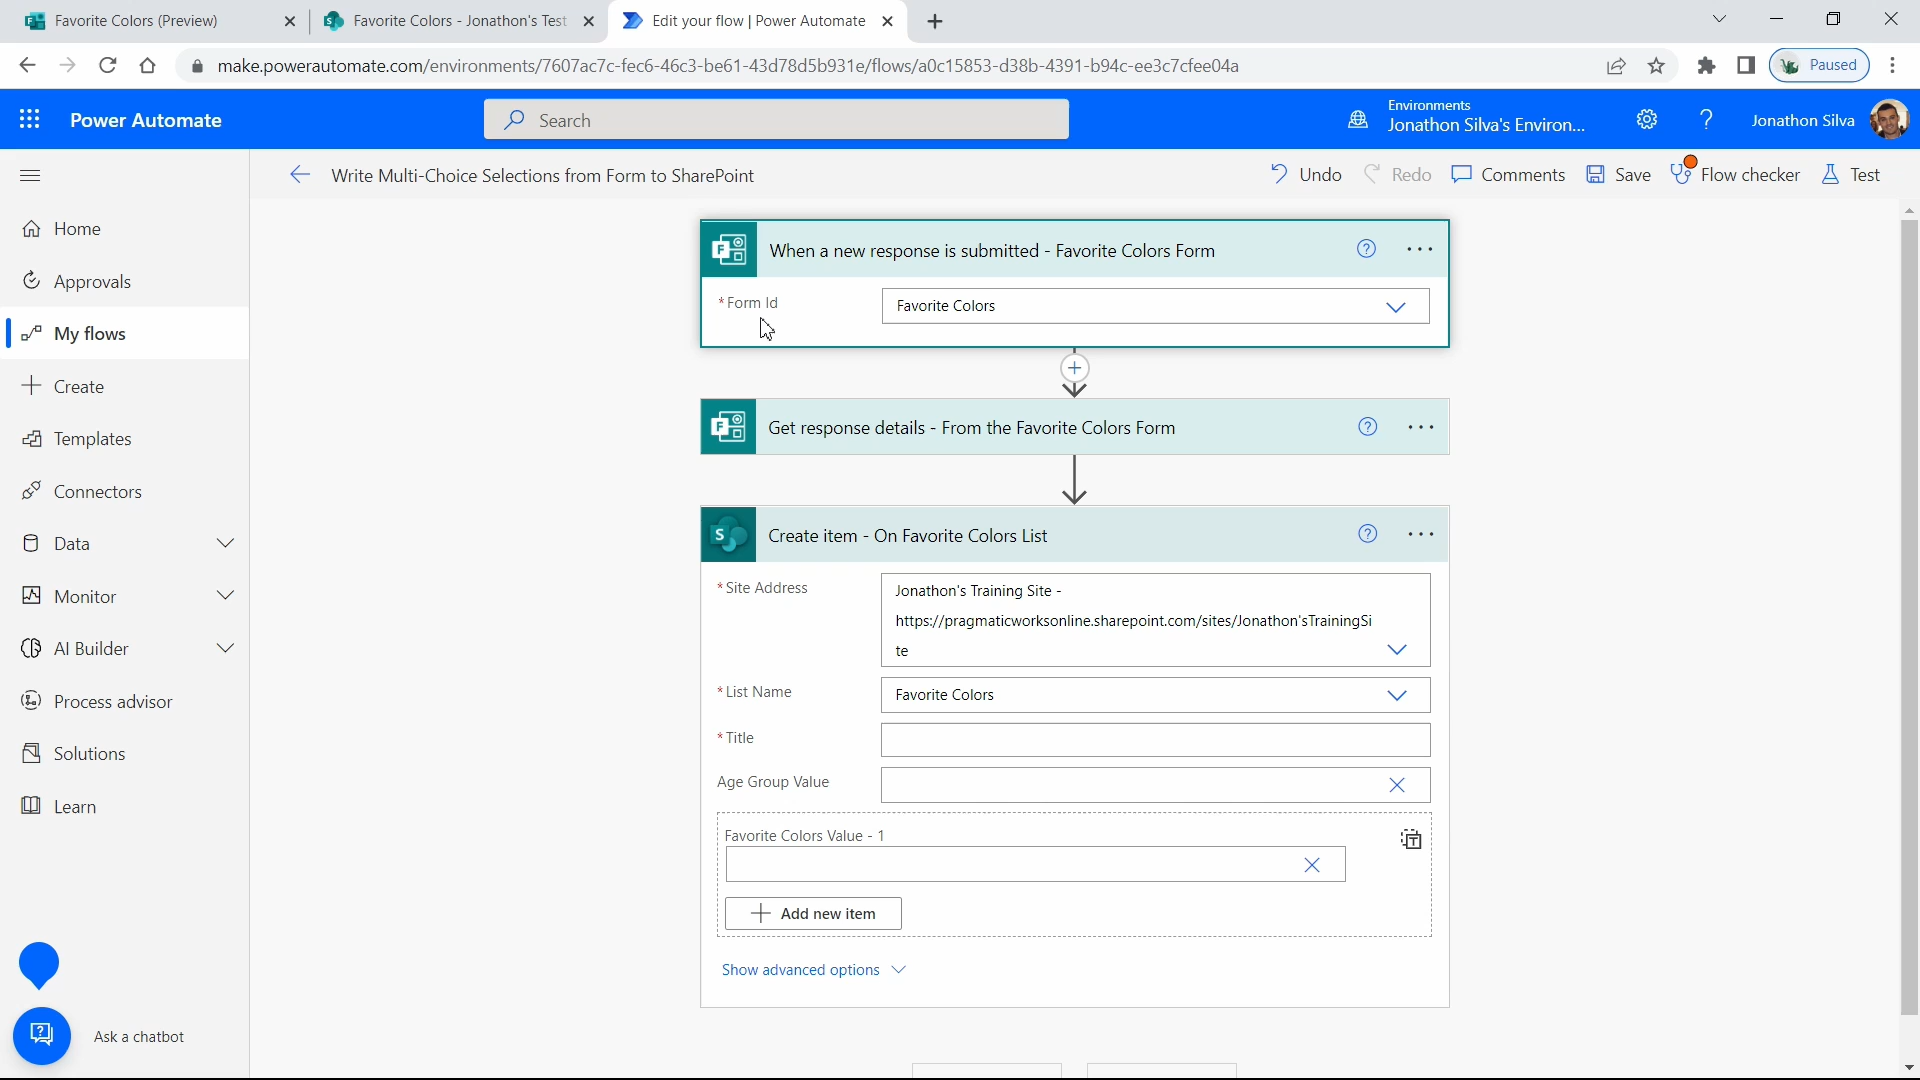 Favorite Colors (Preview)
Favorite Colors - Jonathon's Test
Edit your flow | Power Automate
make.powerautomate.com/environments/7607ac7c-fec6-46c3-be61-43d78d5b931e/flows/a0c15853-d38b-4391-b94c-ee3c7cfee04a
Paused
Power Automate
Search
Environments
Jonathon Silva's Environ...
Jonathon Silva
Write Multi-Choice Selections from Form to SharePoint
Undo
Redo
Comments
Save
Flow checker
Test
Home
Approvals
My flows
Create
Templates
Connectors
Data
Monitor
AI Builder
Process advisor
Solutions
Learn
Ask a chatbot
When a new response is submitted - Favorite Colors Form
* Form Id
Favorite Colors
Get response details - From the Favorite Colors Form
Create item - On Favorite Colors List
* Site Address
Jonathon's Training Site -
https://pragmaticworksonline.sharepoint.com/sites/Jonathon'sTrainingSi
te
* List Name
Favorite Colors
* Title
Age Group Value
Favorite Colors Value - 1
Add new item
Show advanced options